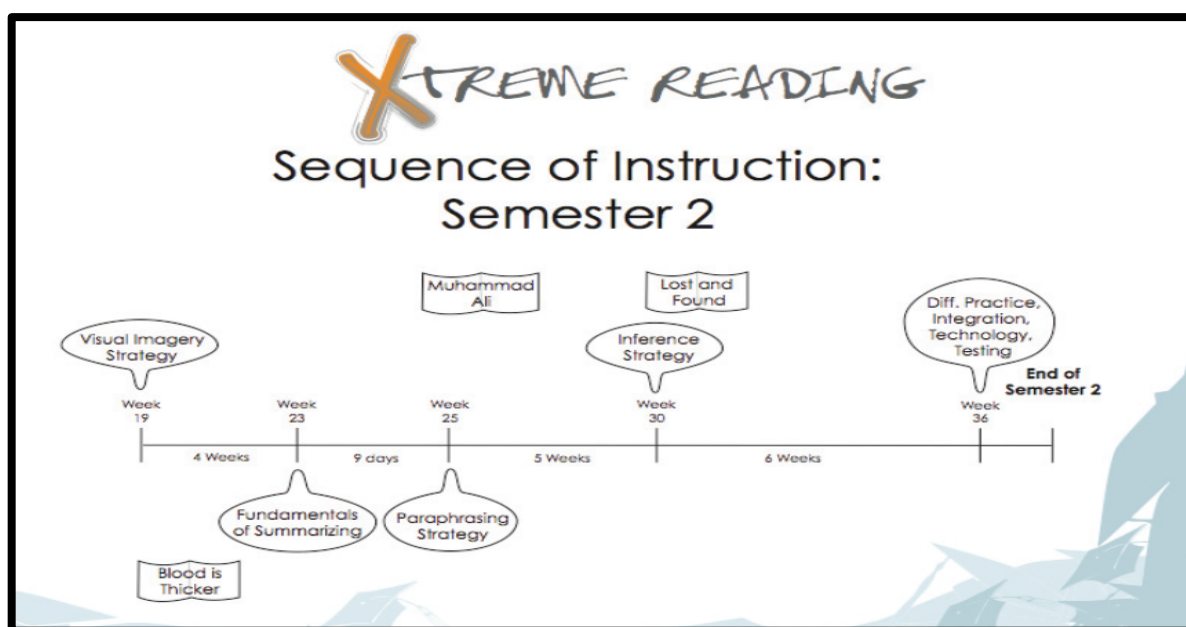 XTREME READING
Sequence of Instruction:
Semester 2
Muhammad
Ali
Lost and
Found
Diff. Practice,
Integration,
Technology,
Testing
Visual Imagery
Strategy
Inference
Strategy
End of
Semester 2
Week
19
Week
23
Week
25
Week
30
Week
36
4 Weeks
9 days
5 Weeks
6 Weeks
Fundamentals
of Summarizing
Paraphrasing
Strategy
Blood is
Thicker